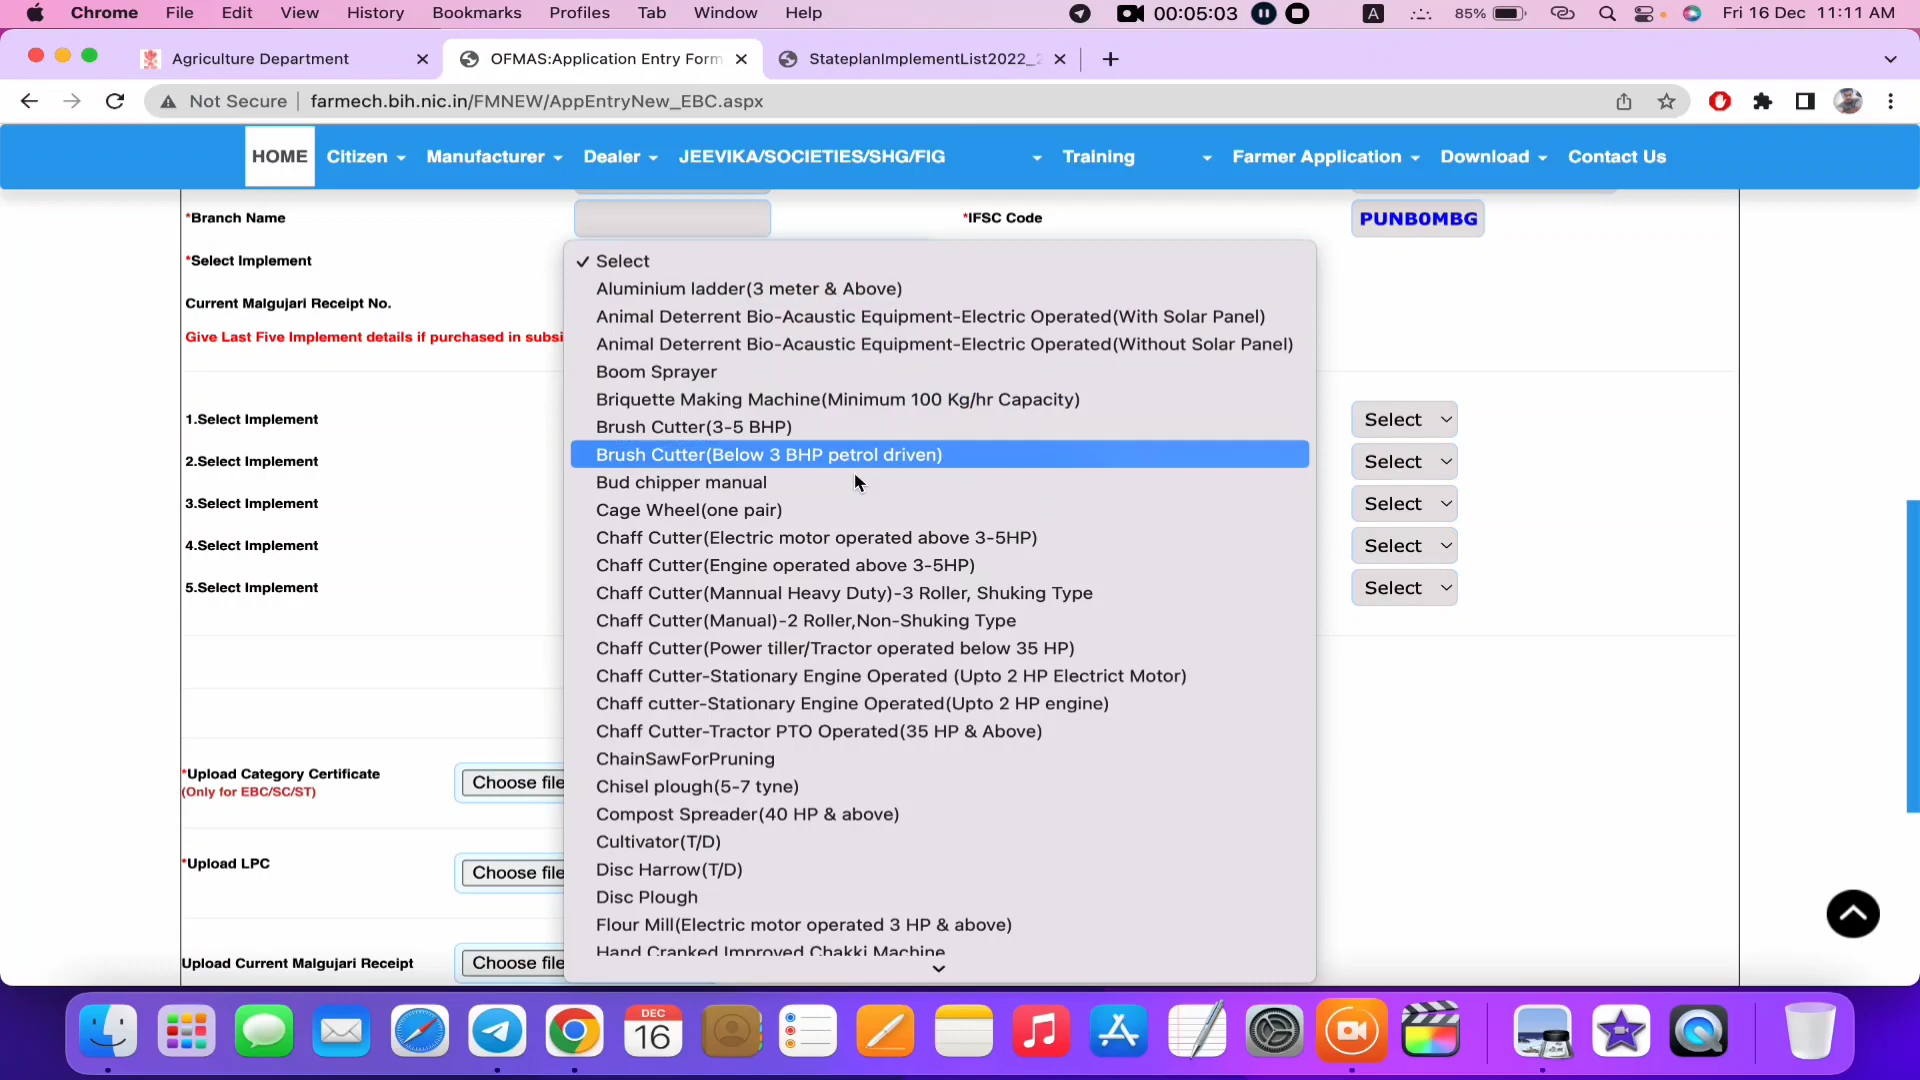 Chrome File Edit View History Bookmarks Profiles Tab Window Help 00:05:03 A 85% Fri 16 Dec 11:11 AM
Agriculture Department OFMAS:Application Entry Form StateplanImplementList2022_2
Not Secure farmech.bih.nic.in/FMNEW/AppEntryNew_EBC.aspx
HOME Citizen Manufacturer Dealer JEEVIKA/SOCIETIES/SHG/FIG Training Farmer Application Download Contact Us
*Branch Name *IFSC Code PUNB0MBG
*Select Implement
Current Malgujari Receipt No.
Give Last Five Implement details if purchased in subsi
1.Select Implement Select
2.Select Implement Select
3.Select Implement Select
4.Select Implement Select
5.Select Implement Select
*Upload Category Certificate Choose file
(Only for EBC/SC/ST)
*Upload LPC Choose file
Upload Current Malgujari Receipt Choose file
✓ Select
Aluminium ladder(3 meter & Above)
Animal Deterrent Bio-Acaustic Equipment-Electric Operated(With Solar Panel)
Animal Deterrent Bio-Acaustic Equipment-Electric Operated(Without Solar Panel)
Boom Sprayer
Briquette Making Machine(Minimum 100 Kg/hr Capacity)
Brush Cutter(3-5 BHP)
Brush Cutter(Below 3 BHP petrol driven)
Bud chipper manual
Cage Wheel(one pair)
Chaff Cutter(Electric motor operated above 3-5HP)
Chaff Cutter(Engine operated above 3-5HP)
Chaff Cutter(Mannual Heavy Duty)-3 Roller, Shuking Type
Chaff Cutter(Manual)-2 Roller,Non-Shuking Type
Chaff Cutter(Power tiller/Tractor operated below 35 HP)
Chaff Cutter-Stationary Engine Operated (Upto 2 HP Electrict Motor)
Chaff cutter-Stationary Engine Operated(Upto 2 HP engine)
Chaff Cutter-Tractor PTO Operated(35 HP & Above)
ChainSawForPruning
Chisel plough(5-7 tyne)
Compost Spreader(40 HP & above)
Cultivator(T/D)
Disc Harrow(T/D)
Disc Plough
Flour Mill(Electric motor operated 3 HP & above)
Hand Cranked Improved Chakki Machine
DEC
16